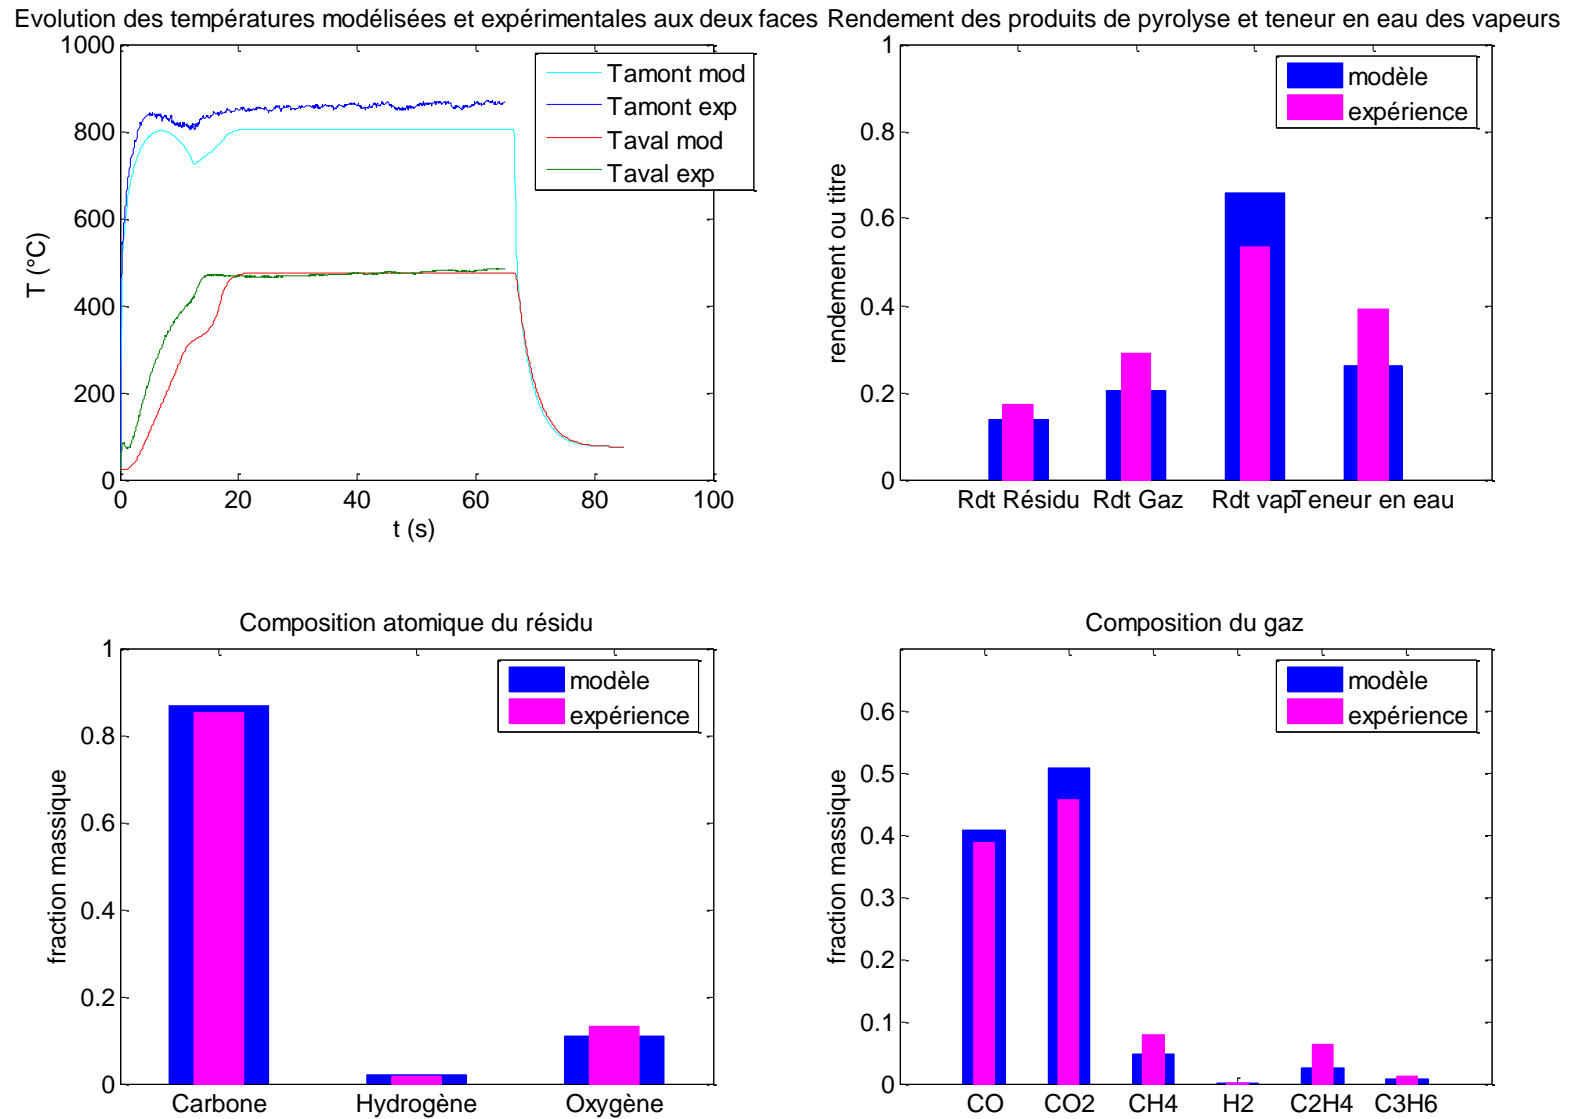 Evolution des températures modélisées et expérimentales aux deux faces
1000
800
600
400
200
0
T (°C)
Tamont mod
Tamont exp
Taval mod
Taval exp
0 20 40 60 80 100
t (s)
Rendement des produits de pyrolyse et teneur en eau des vapeurs
1
0.8
0.6
0.4
0.2
0
rendement ou titre
modèle
expérience
Rdt Résidu Rdt Gaz Rdt vap Teneur en eau
Composition atomique du résidu
1
0.8
0.6
0.4
0.2
0
fraction massique
modèle
expérience
Carbone Hydrogène Oxygène
Composition du gaz
0.6
0.5
0.4
0.3
0.2
0.1
0
fraction massique
modèle
expérience
CO CO2 CH4 H2 C2H4 C3H6